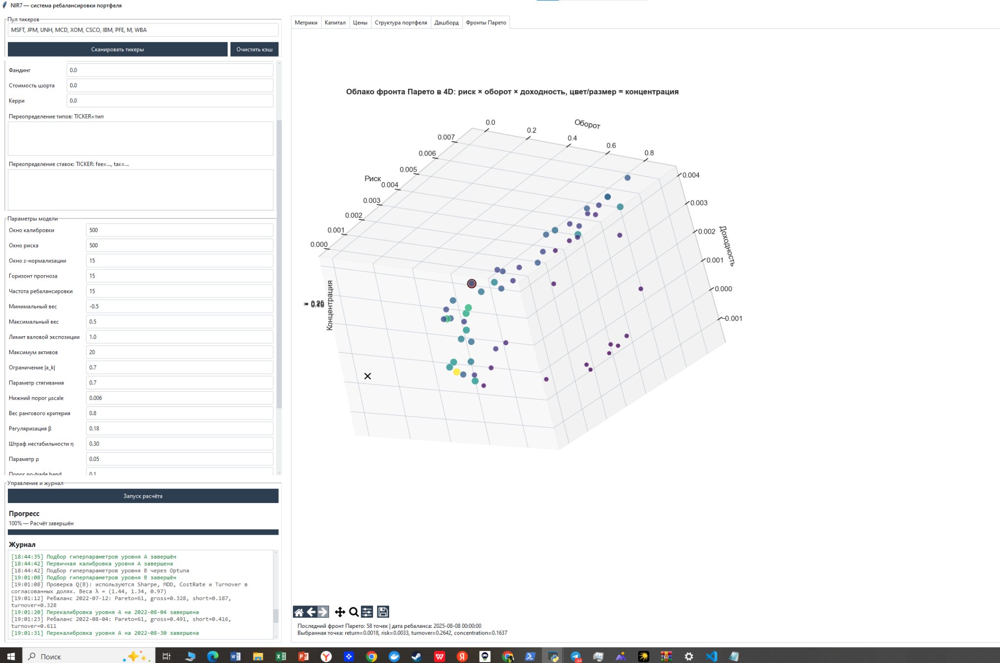 NIR7 — система ребалансировки портфеля
Пул тикеров
MSFT, JPM, UNH, MCD, XOM, CSCO, IBM, PFE, M, WBA
Сканировать тикеры
Очистить кэш
Фандинг 0.0
Стоимость шорта 0.0
Керри 0.0
Переопределение типов: TICKER=тип
Переопределение ставок: TICKER: fee=..., tax=...
Параметры модели
Окно калибровки 500
Окно риска 500
Окно z-нормализации 15
Горизонт прогноза 15
Частота ребалансировки 15
Минимальный вес -0.5
Максимальный вес 0.5
Лимит валовой экспозиции 1.0
Максимум активов 20
Ограничение |a_k| 0.7
Параметр стягивания 0.7
Нижний порог μscale 0.006
Вес рангового критерия 0.8
Регуляризация β 0.18
Штраф нестабильности η 0.30
Параметр ρ 0.05
Порог no-trade band 0.1
Управление и журнал
Запуск расчёта
Прогресс
100% — Расчёт завершён
Журнал
[18:44:35] Подбор гиперпараметров уровня A завершён
[18:44:42] Первичная калибровка уровня A завершена
[18:44:42] Подбор гиперпараметров уровня B через Optuna
[19:01:08] Подбор гиперпараметров уровня B завершён
[19:01:08] Проверка Q(B): используются Sharpe, MDD, CostRate и Turnover в
согласованных долях. Веса λ = (1.44, 1.34, 0.97)
[19:01:12] Ребаланс 2022-07-12: Pareto=61, gross=0.328, short=0.187,
turnover=0.328
[19:01:20] Перекалибровка уровня A на 2022-08-04 завершена
[19:01:23] Ребаланс 2022-08-04: Pareto=61, gross=0.491, short=0.416,
turnover=0.611
[19:01:31] Перекалибровка уровня A на 2022-08-30 завершена
Метрики Капитал Цены Структура портфеля Дашборд Фронты Парето
Облако фронта Парето в 4D: риск × оборот × доходность, цвет/размер = концентрация
Оборот
0.0
0.2
0.4
0.6
0.8
Риск
0.007
0.006
0.005
0.004
0.003
0.002
0.001
0.000
Доходность
0.004
0.003
0.002
0.001
0.000
−0.001
Концентрация
Последний фронт Парето: 58 точек | дата ребаланса: 2025-08-08 00:00:00
Выбранная точка: return=0.0018, risk=0.0033, turnover=0.2642, concentration=0.1637
Поиск